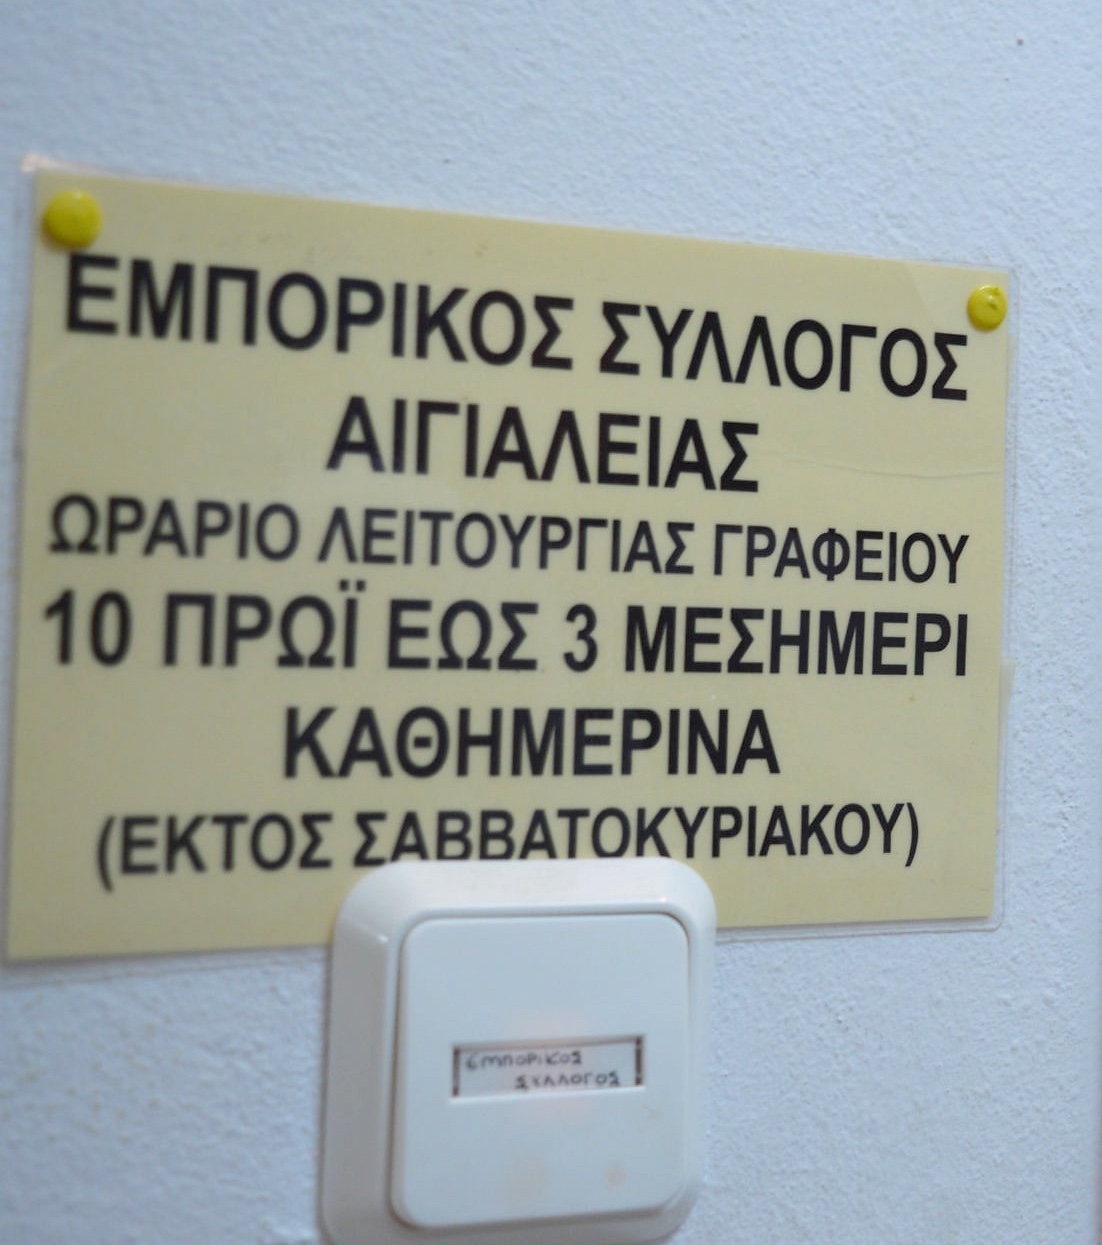 ΕΜΠΟΡΙΚΟΣ ΣΥΛΛΟΓΟΣ
ΑΙΓΙΑΛΕΙΑΣ
ΩΡΑΡΙΟ ΛΕΙΤΟΥΡΓΙΑΣ ΓΡΑΦΕΙΟΥ
10 ΠΡΩΪ ΕΩΣ 3 ΜΕΣΗΜΕΡΙ
ΚΑΘΗΜΕΡΙΝΑ
(ΕΚΤΟΣ ΣΑΒΒΑΤΟΚΥΡΙΑΚΟΥ)
ΕΜΠΟΡΙΚΟΣ
ΣΥΛΛΟΓΟΣ